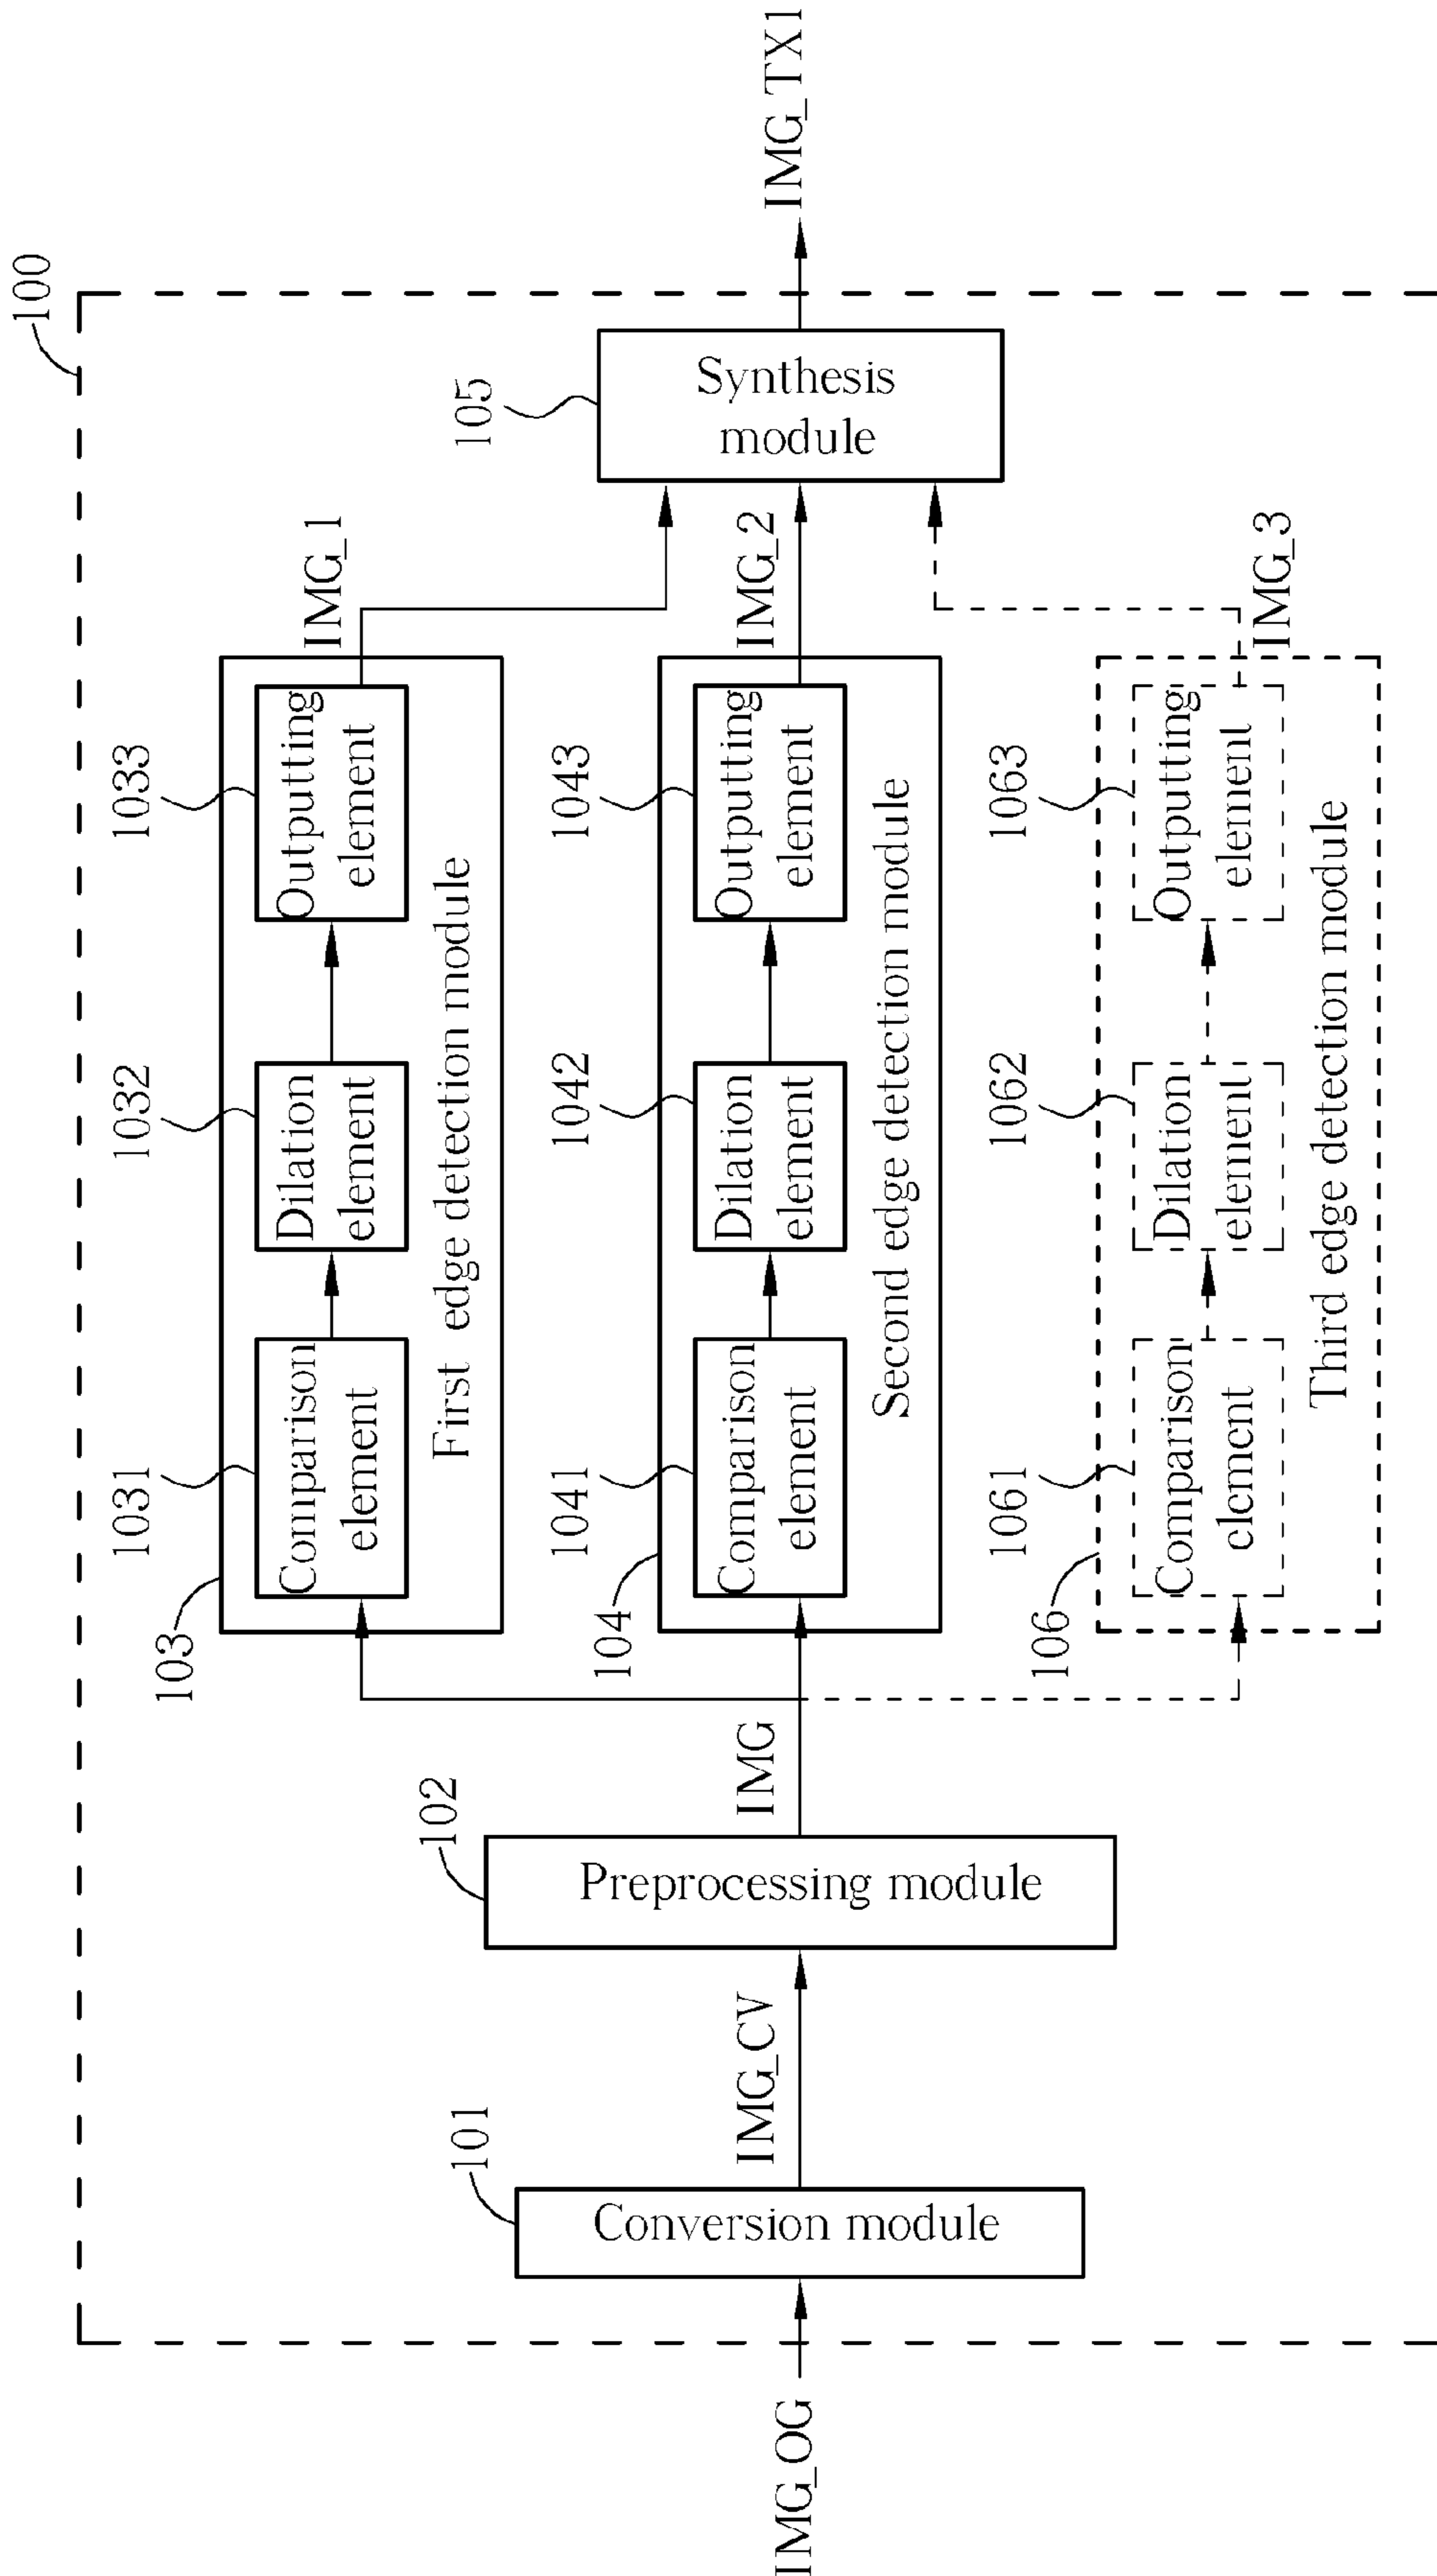 100
IMG_OG
101
Conversion module
IMG_CV
102
Preprocessing module
IMG
103
1031
Comparison
element
1032
Dilation
element
1033
Outputting
element
First edge detection module
IMG_1
104
1041
Comparison
element
1042
Dilation
element
1043
Outputting
element
Second edge detection module
IMG_2
106
1061
Comparison
element
1062
Dilation
element
1063
Outputting
element
Third edge detection module
IMG_3
105
Synthesis
module
IMG_TX1